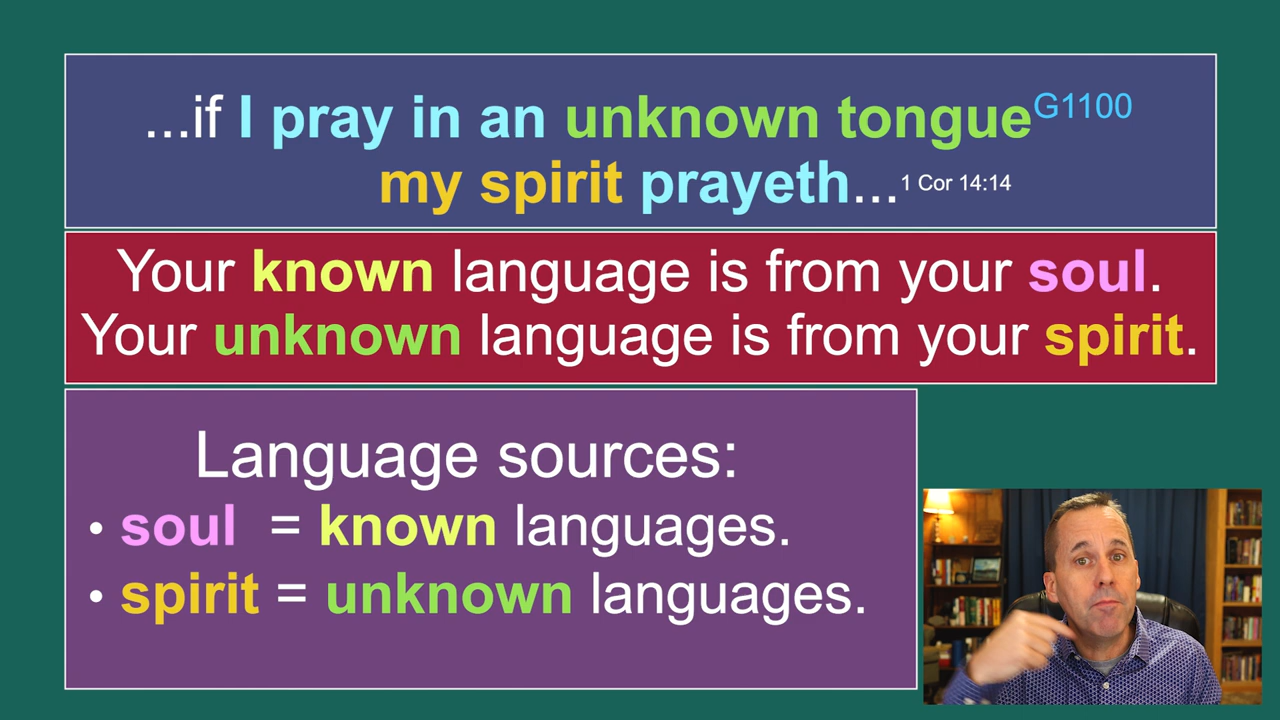 ...if I pray in an unknown tongueG1100
my spirit prayeth...1 Cor 14:14
Your known language is from your soul.
Your unknown language is from your spirit.
Language sources:
• soul = known languages.
• spirit = unknown languages.